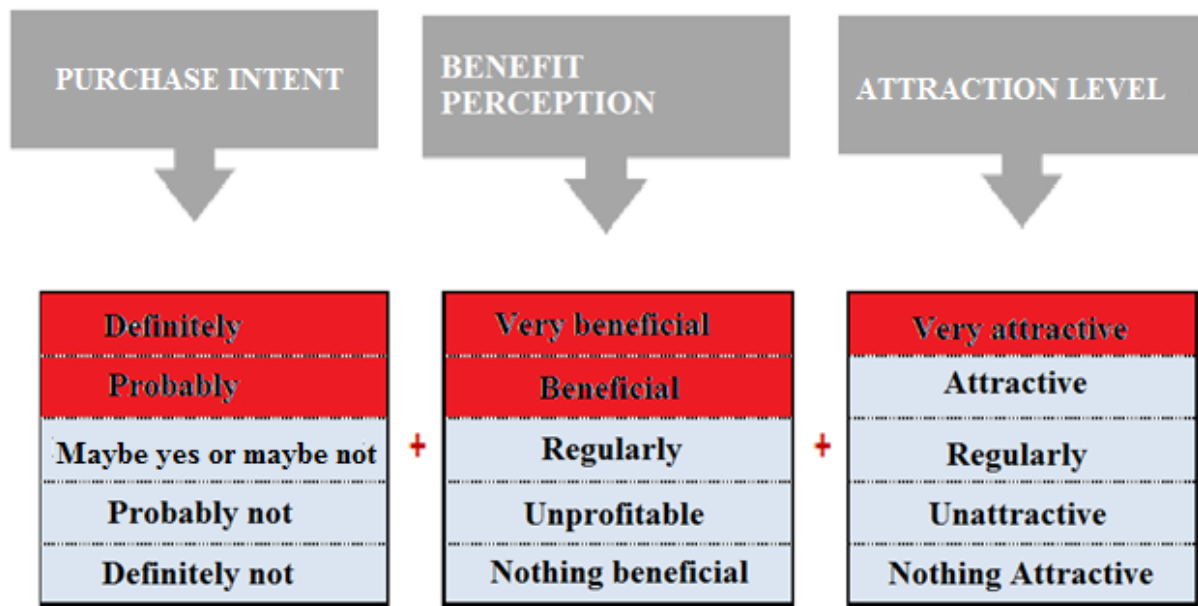 PURCHASE INTENT
BENEFIT
PERCEPTION
ATTRACTION LEVEL
Definitely
Probably
Maybe yes or maybe not
Probably not
Definitely not
+
Very beneficial
Beneficial
Regularly
Unprofitable
Nothing beneficial
+
Very attractive
Attractive
Regularly
Unattractive
Nothing Attractive